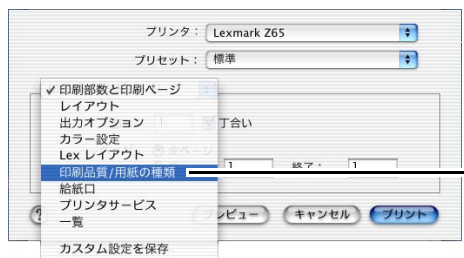 プリンタ： Lexmark Z65
プリセット： 標準
✓ 印刷部数と印刷ページ
レイアウト
出力オプション 1 丁合い
カラー設定
Lex レイアウト
印刷品質/用紙の種類 1 終了： 1
給紙口
プリンタサービス
一覧
? プレビュー キャンセル プリント
カスタム設定を保存